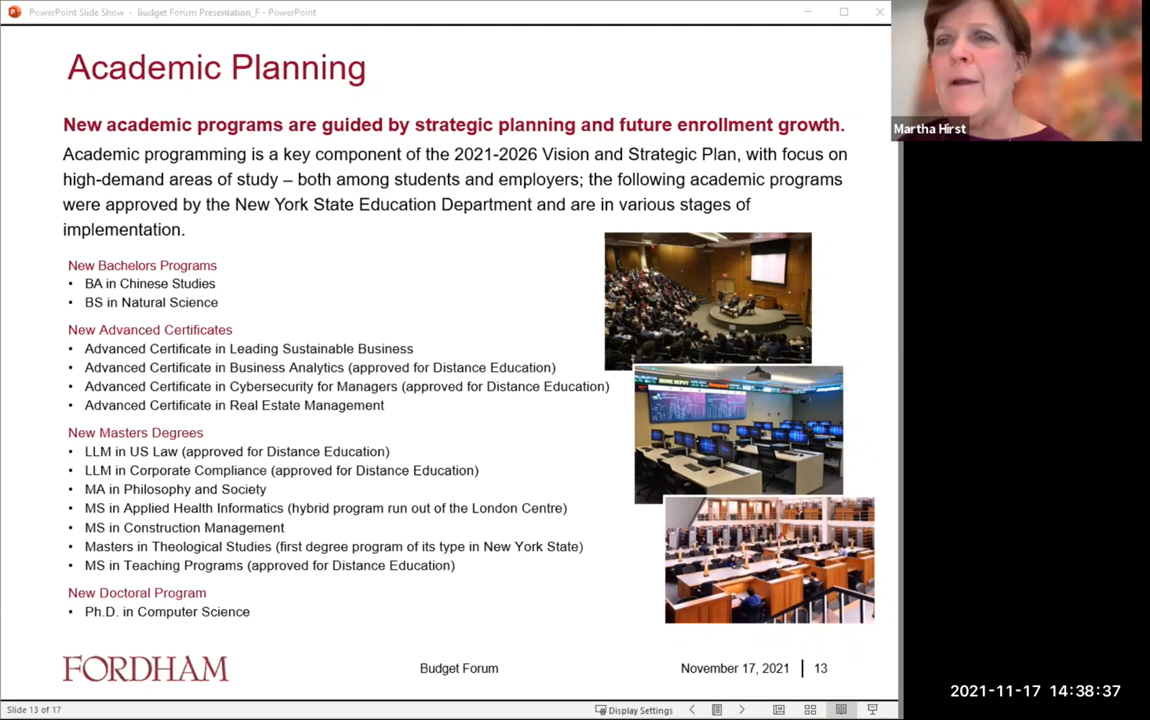 PowerPoint Slide Show - Budget Forum Presentation_F - PowerPoint
Academic Planning
New academic programs are guided by strategic planning and future enrollment growth.
Academic programming is a key component of the 2021-2026 Vision and Strategic Plan, with focus on
high-demand areas of study – both among students and employers; the following academic programs
were approved by the New York State Education Department and are in various stages of
implementation.
New Bachelors Programs
• BA in Chinese Studies
• BS in Natural Science
New Advanced Certificates
• Advanced Certificate in Leading Sustainable Business
• Advanced Certificate in Business Analytics (approved for Distance Education)
• Advanced Certificate in Cybersecurity for Managers (approved for Distance Education)
• Advanced Certificate in Real Estate Management
New Masters Degrees
• LLM in US Law (approved for Distance Education)
• LLM in Corporate Compliance (approved for Distance Education)
• MA in Philosophy and Society
• MS in Applied Health Informatics (hybrid program run out of the London Centre)
• MS in Construction Management
• Masters in Theological Studies (first degree program of its type in New York State)
• MS in Teaching Programs (approved for Distance Education)
New Doctoral Program
• Ph.D. in Computer Science
FORDHAM
Budget Forum
November 17, 2021 | 13
Slide 13 of 17
Display Settings
Martha Hirst
2021-11-17 14:38:37